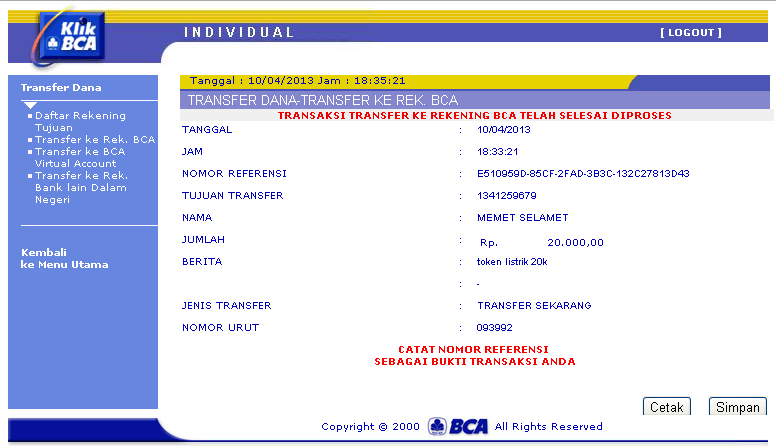 Klik BCA
INDIVIDUAL
[ LOGOUT ]
Tanggal : 10/04/2013 Jam : 18:35:21
Transfer Dana
Daftar Rekening
Tujuan
Transfer ke Rek. BCA
Transfer ke BCA
Virtual Account
Transfer ke Rek.
Bank lain Dalam
Negeri
Kembali
ke Menu Utama
TRANSFER DANA-TRANSFER KE REK. BCA
TRANSAKSI TRANSFER KE REKENING BCA TELAH SELESAI DIPROSES
TANGGAL : 10/04/2013
JAM : 18:33:21
NOMOR REFERENSI : E510959D-85CF-2FAD-3B3C-132C27813D43
TUJUAN TRANSFER : 1341259679
NAMA : MEMET SELAMET
JUMLAH : Rp. 20.000,00
BERITA : token listrik 20k
: -
JENIS TRANSFER : TRANSFER SEKARANG
NOMOR URUT : 093992
CATAT NOMOR REFERENSI
SEBAGAI BUKTI TRANSAKSI ANDA
Cetak Simpan
Copyright © 2000 BCA All Rights Reserved